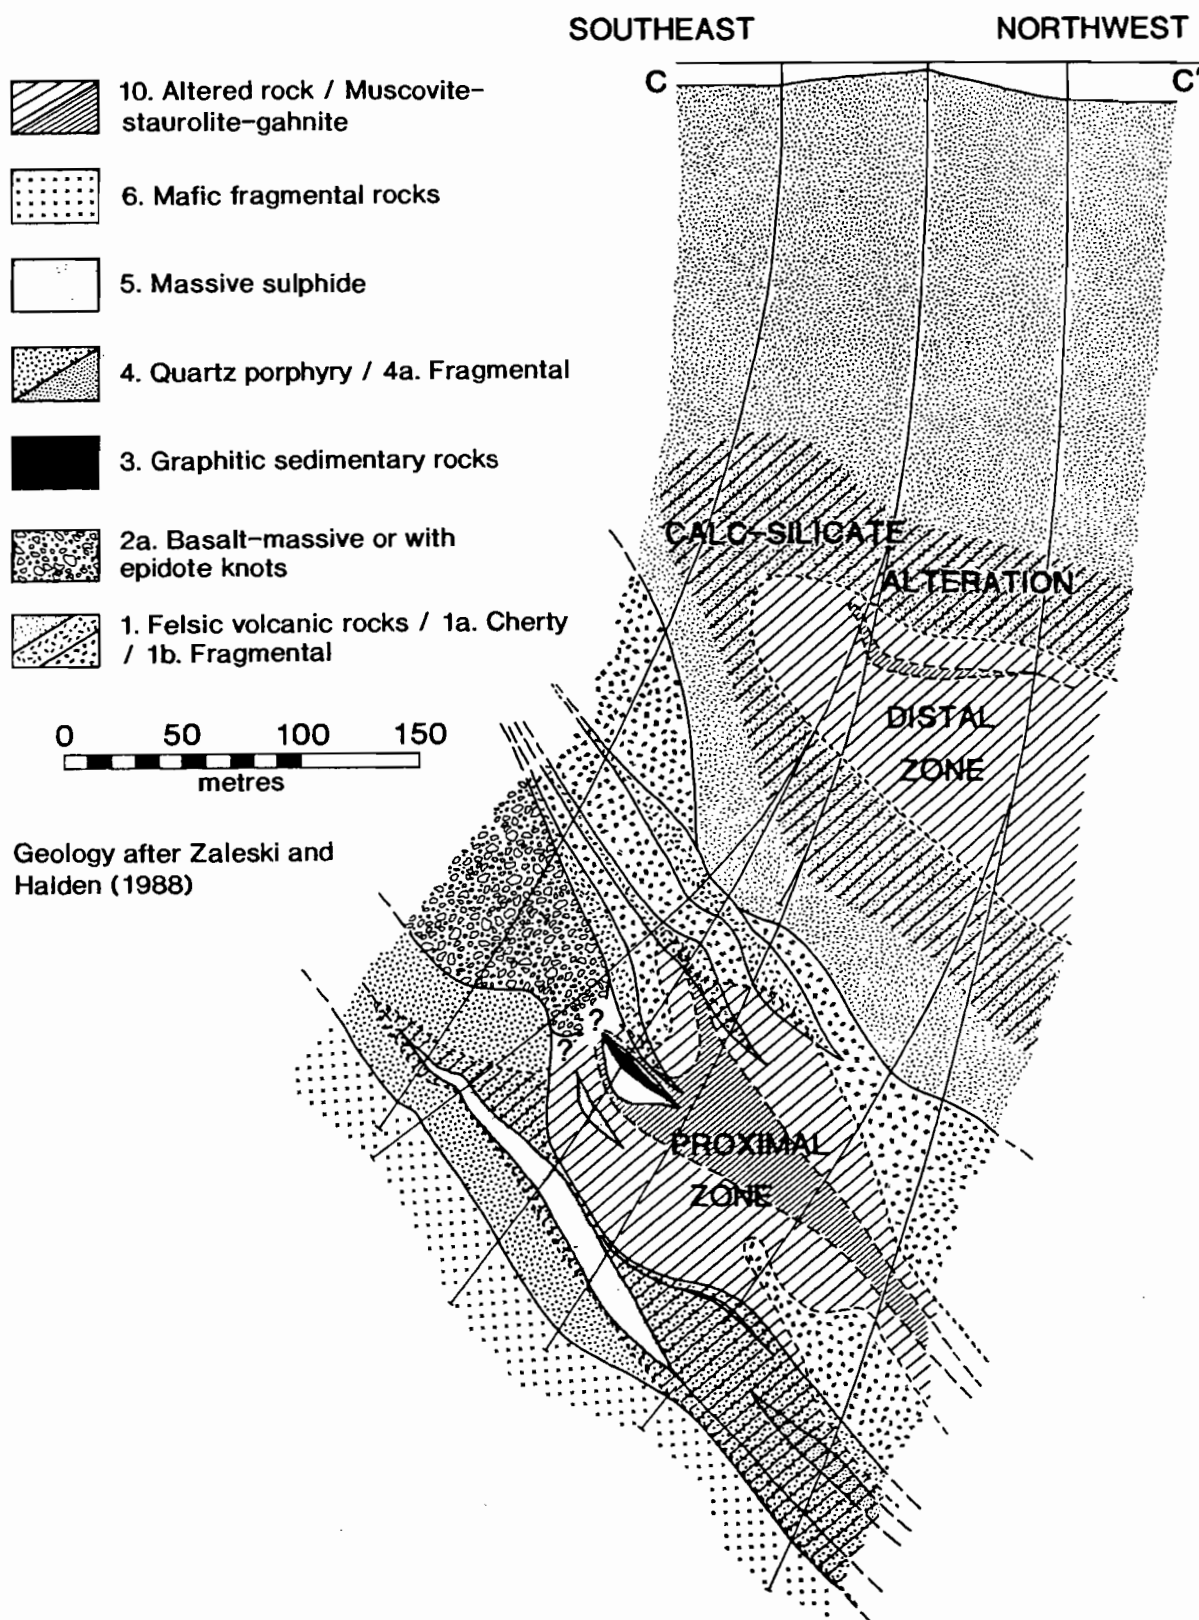 SOUTHEAST NORTHWEST
C C'
10. Altered rock / Muscovite-
staurolite-gahnite
6. Mafic fragmental rocks
5. Massive sulphide
4. Quartz porphyry / 4a. Fragmental
3. Graphitic sedimentary rocks
2a. Basalt-massive or with
epidote knots
1. Felsic volcanic rocks / 1a. Cherty
/ 1b. Fragmental
0 50 100 150
metres
Geology after Zaleski and
Halden (1988)
CALC-SILICATE
ALTERATION
DISTAL
ZONE
?
?
PROXIMAL
ZONE